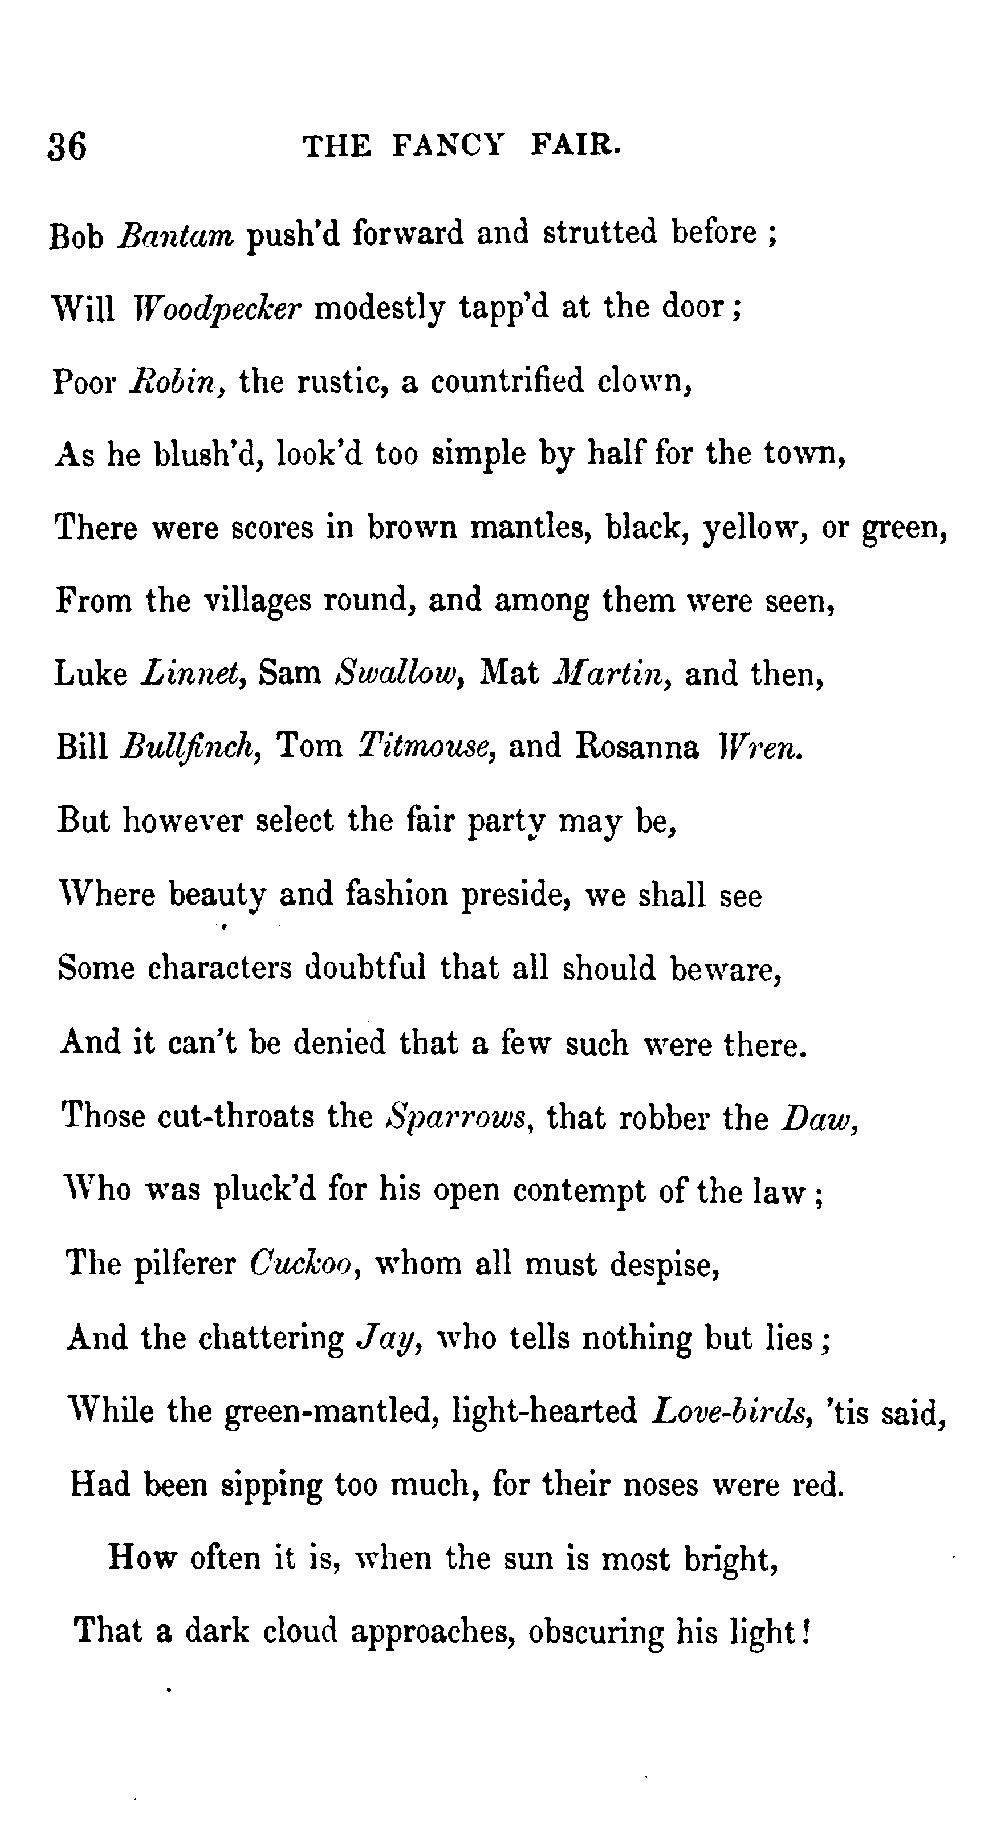 36 THE FANCY FAIR.
Bob Bantam push'd forward and strutted before ;
Will Woodpecker modestly tapp'd at the door ;
Poor Robin, the rustic, a countrified clown,
As he blush'd, look'd too simple by half for the town,
There were scores in brown mantles, black, yellow, or green,
From the villages round, and among them were seen,
Luke Linnet, Sam Swallow, Mat Martin, and then,
Bill Bullfinch, Tom Titmouse, and Rosanna Wren.
But however select the fair party may be,
Where beauty and fashion preside, we shall see
Some characters doubtful that all should beware,
And it can't be denied that a few such were there.
Those cut-throats the Sparrows, that robber the Daw,
Who was pluck'd for his open contempt of the law ;
The pilferer Cuckoo, whom all must despise,
And the chattering Jay, who tells nothing but lies ;
While the green-mantled, light-hearted Love-birds, 'tis said,
Had been sipping too much, for their noses were red.
How often it is, when the sun is most bright,
That a dark cloud approaches, obscuring his light !